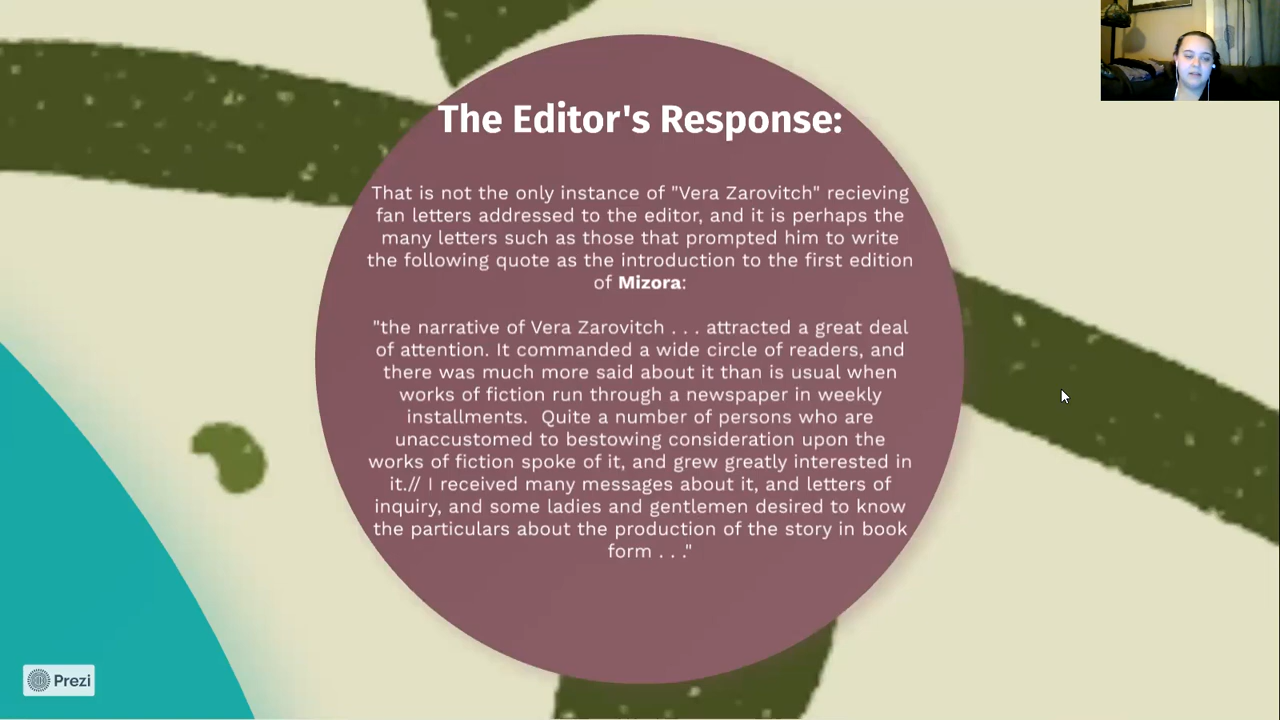 The Editor's Response:
That is not the only instance of "Vera Zarovitch" recieving
fan letters addressed to the editor, and it is perhaps the
many letters such as those that prompted him to write
the following quote as the introduction to the first edition
of Mizora:
"the narrative of Vera Zarovitch . . . attracted a great deal
of attention. It commanded a wide circle of readers, and
there was much more said about it than is usual when
works of fiction run through a newspaper in weekly
installments.  Quite a number of persons who are
unaccustomed to bestowing consideration upon the
works of fiction spoke of it, and grew greatly interested in
it.// I received many messages about it, and letters of
inquiry, and some ladies and gentlemen desired to know
the particulars about the production of the story in book
form . . ."
Prezi